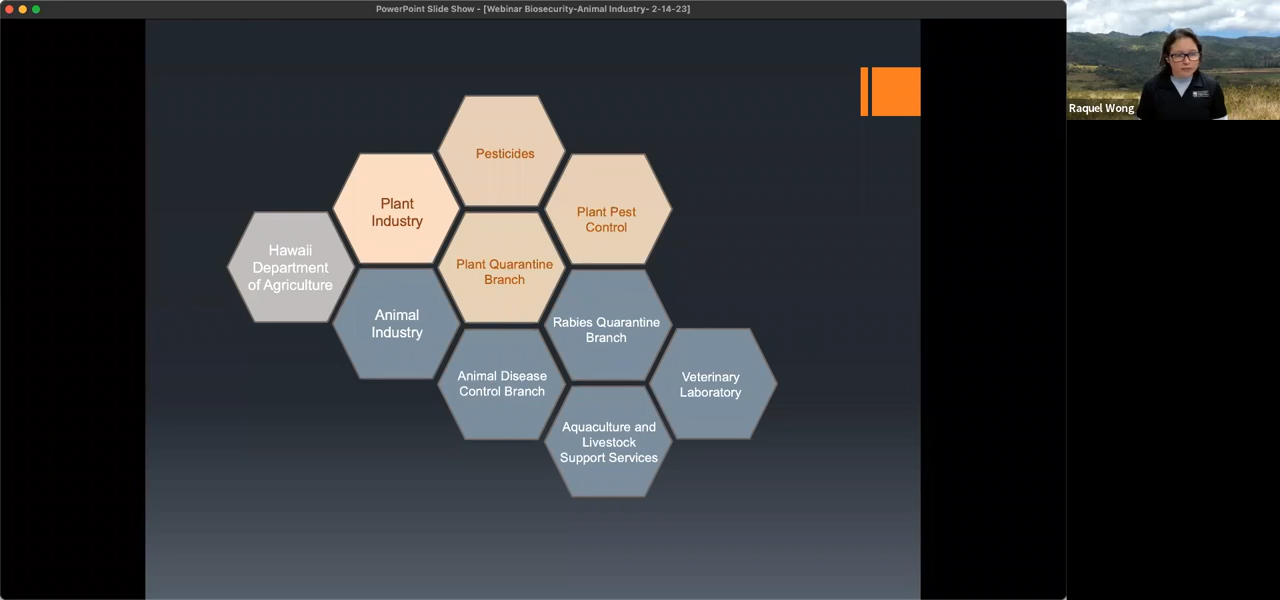 PowerPoint Slide Show - [Webinar Biosecurity-Animal Industry- 2-14-23]
Pesticides
Plant
Industry
Plant Pest
Control
Hawaii
Department
of Agriculture
Plant Quarantine
Branch
Animal
Industry
Rabies Quarantine
Branch
Animal Disease
Control Branch
Veterinary
Laboratory
Aquaculture and
Livestock
Support Services
Raquel Wong